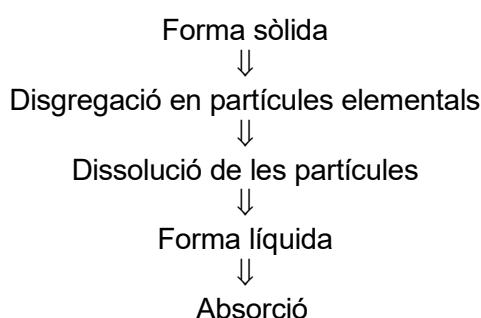 Forma sòlida
⇓
Disgregació en partícules elementals
⇓
Dissolució de les partícules
⇓
Forma líquida
⇓
Absorció